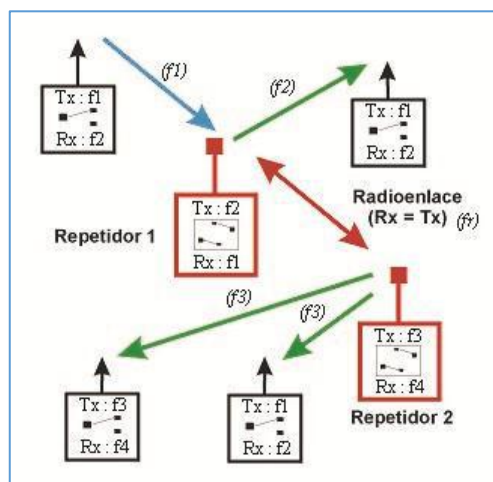 (f1)
(f2)
Tx : f1
Rx : f2
Tx : f1
Rx : f2
Radioenlace
(Rx = Tx) (fr)
Repetidor 1
Tx : f2
Rx : f1
(f3)
(f3)
Tx : f3
Rx : f4
Repetidor 2
Tx : f3
Rx : f4
Tx : f1
Rx : f2